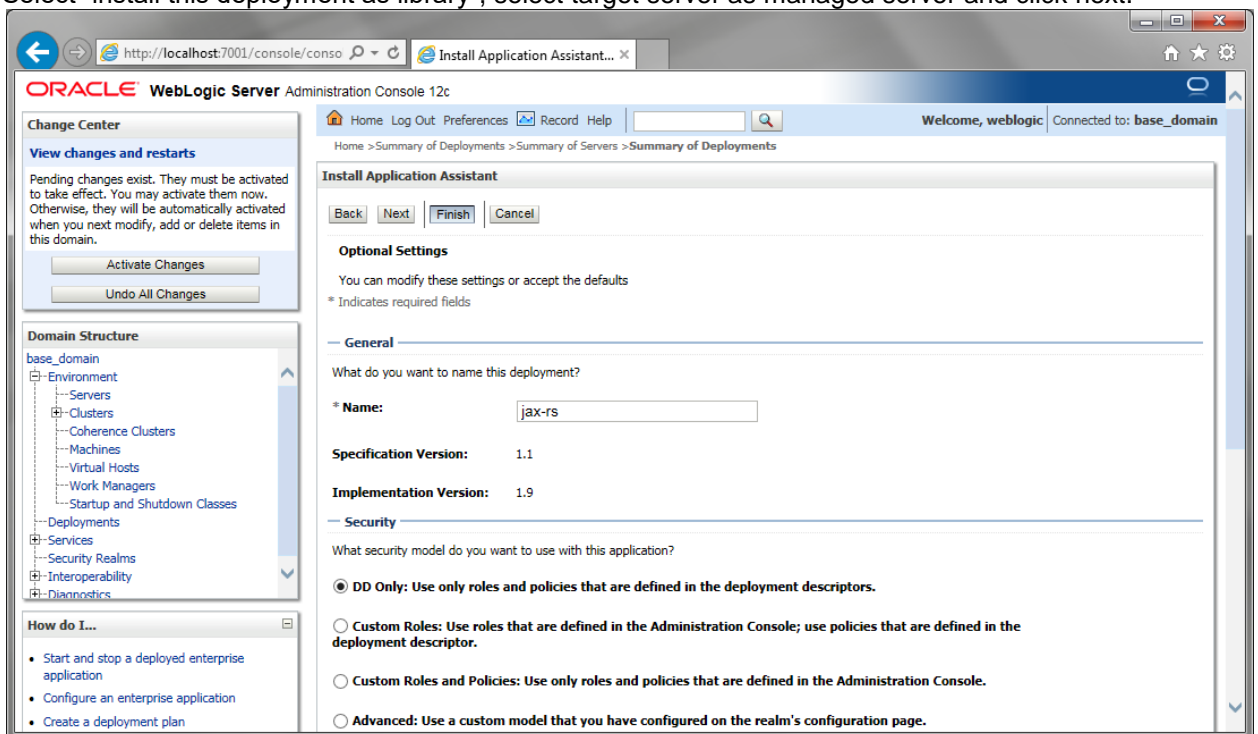 Select "install this deployment as library", select target server as managed server and click next.
http://localhost:7001/console/conso
Install Application Assistant...
ORACLE WebLogic Server Administration Console 12c
Change Center
View changes and restarts
Pending changes exist. They must be activated
to take effect. You may activate them now.
Otherwise, they will be automatically activated
when you next modify, add or delete items in
this domain.
Activate Changes
Undo All Changes
Domain Structure
base_domain
Environment
Servers
Clusters
Coherence Clusters
Machines
Virtual Hosts
Work Managers
Startup and Shutdown Classes
Deployments
Services
Security Realms
Interoperability
Diagnostics
How do I...
Start and stop a deployed enterprise
application
Configure an enterprise application
Create a deployment plan
Home Log Out Preferences Record Help
Welcome, weblogic Connected to: base_domain
Home >Summary of Deployments >Summary of Servers >Summary of Deployments
Install Application Assistant
Back Next Finish Cancel
Optional Settings
You can modify these settings or accept the defaults
* Indicates required fields
General
What do you want to name this deployment?
* Name: jax-rs
Specification Version: 1.1
Implementation Version: 1.9
Security
What security model do you want to use with this application?
DD Only: Use only roles and policies that are defined in the deployment descriptors.
Custom Roles: Use roles that are defined in the Administration Console; use policies that are defined in the
deployment descriptor.
Custom Roles and Policies: Use only roles and policies that are defined in the Administration Console.
Advanced: Use a custom model that you have configured on the realm's configuration page.